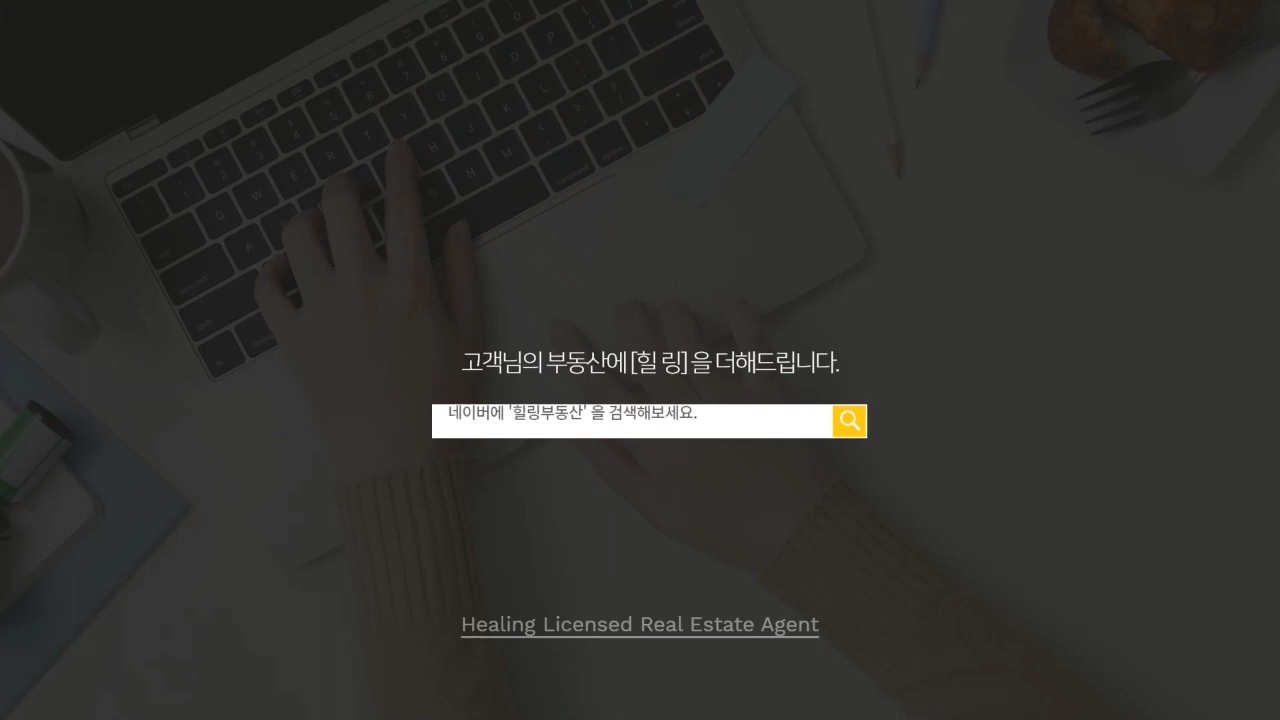 고객님의 부동산에 [힐 링] 을 더해드립니다.
네이버에 '힐링부동산' 을 검색해보세요.
Healing Licensed Real Estate Agent